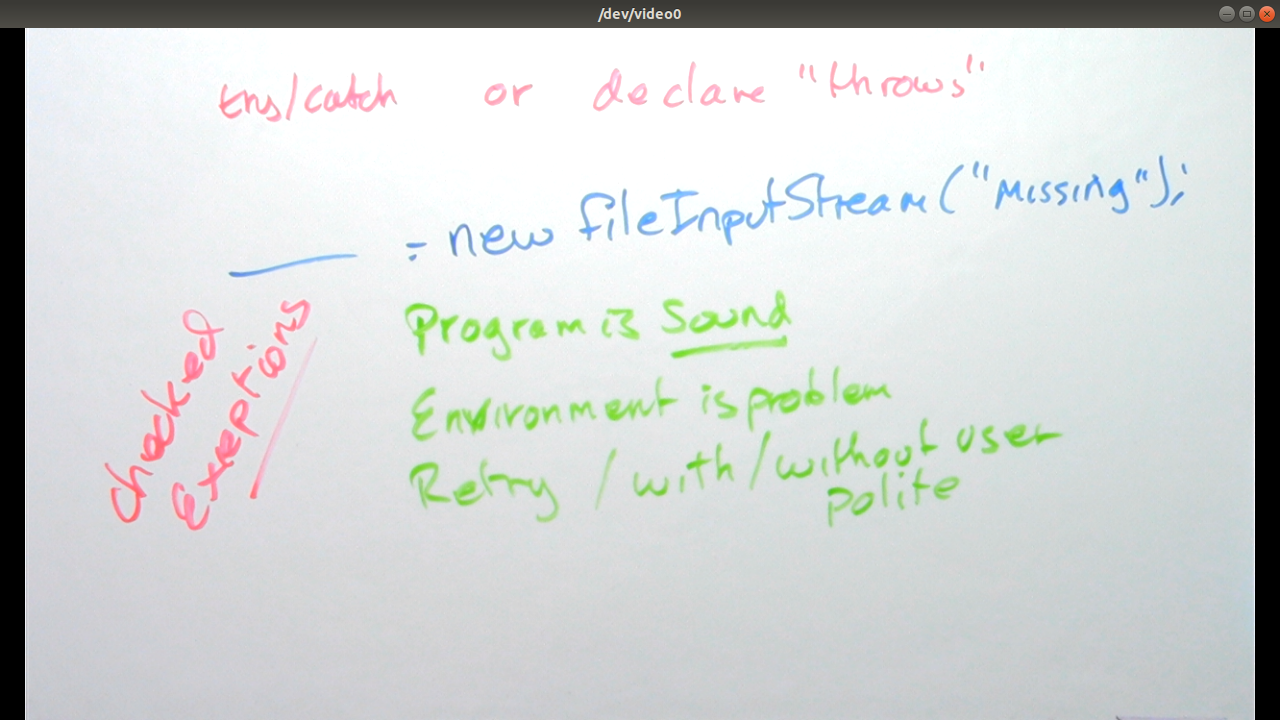 /dev/video0
try/catch or declare "throws"
= new fileInputStream("Missing");
Program is Sound
Environment is problem
Retry / with / without user
polite
checked
Exceptions